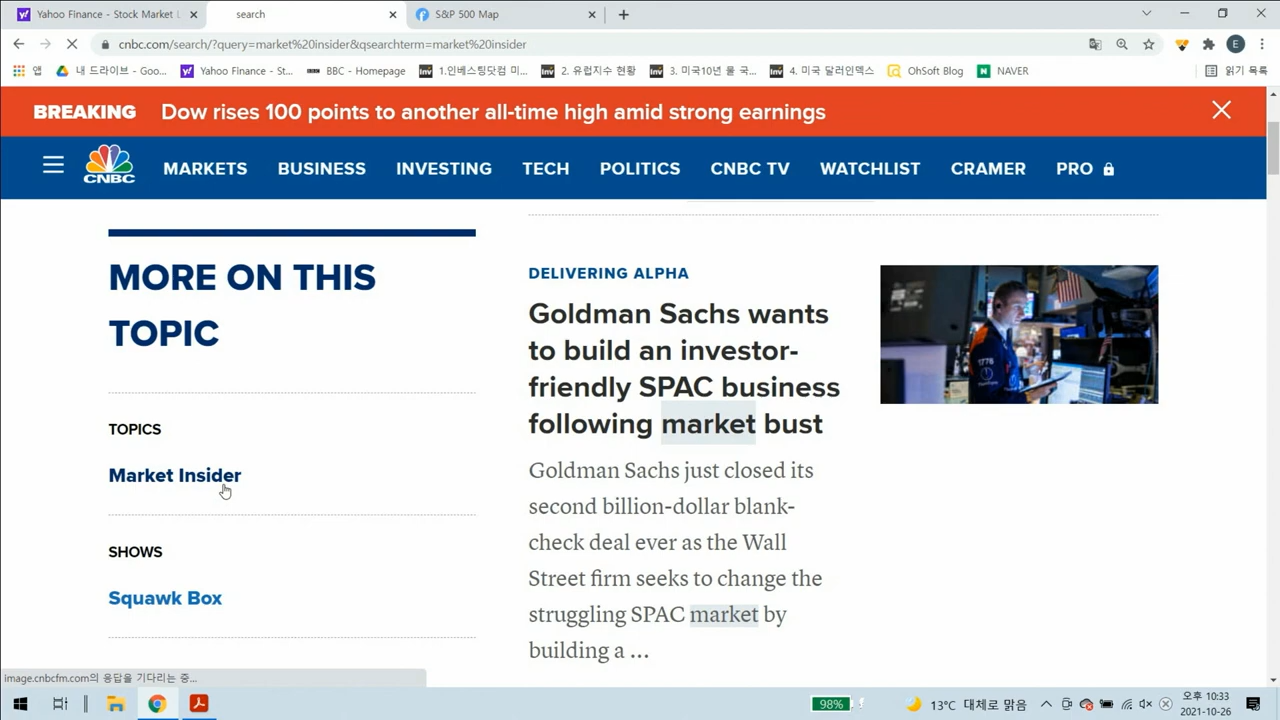 Yahoo Finance - Stock Market L
search
S&P 500 Map
cnbc.com/search/?query=market%20insider&qsearchterm=market%20insider
E
앱
내 드라이브 - Goo...
Yahoo Finance - St...
BBC - Homepage
1.인베스팅닷컴 미...
2. 유럽지수 현황
3. 미국10년 물 국...
4. 미국 달러인덱스
OhSoft Blog
NAVER
읽기 목록
BREAKING Dow rises 100 points to another all-time high amid strong earnings
CNBC
MARKETS BUSINESS INVESTING TECH POLITICS CNBC TV WATCHLIST CRAMER PRO
MORE ON THIS
TOPIC
TOPICS
Market Insider
SHOWS
Squawk Box
DELIVERING ALPHA
Goldman Sachs wants
to build an investor-
friendly SPAC business
following market bust
Goldman Sachs just closed its
second billion-dollar blank-
check deal ever as the Wall
Street firm seeks to change the
struggling SPAC market by
building a ...
image.cnbcfm.com의 응답을 기다리는 중...
98%
13°C 대체로 맑음
오후 10:33
2021-10-26